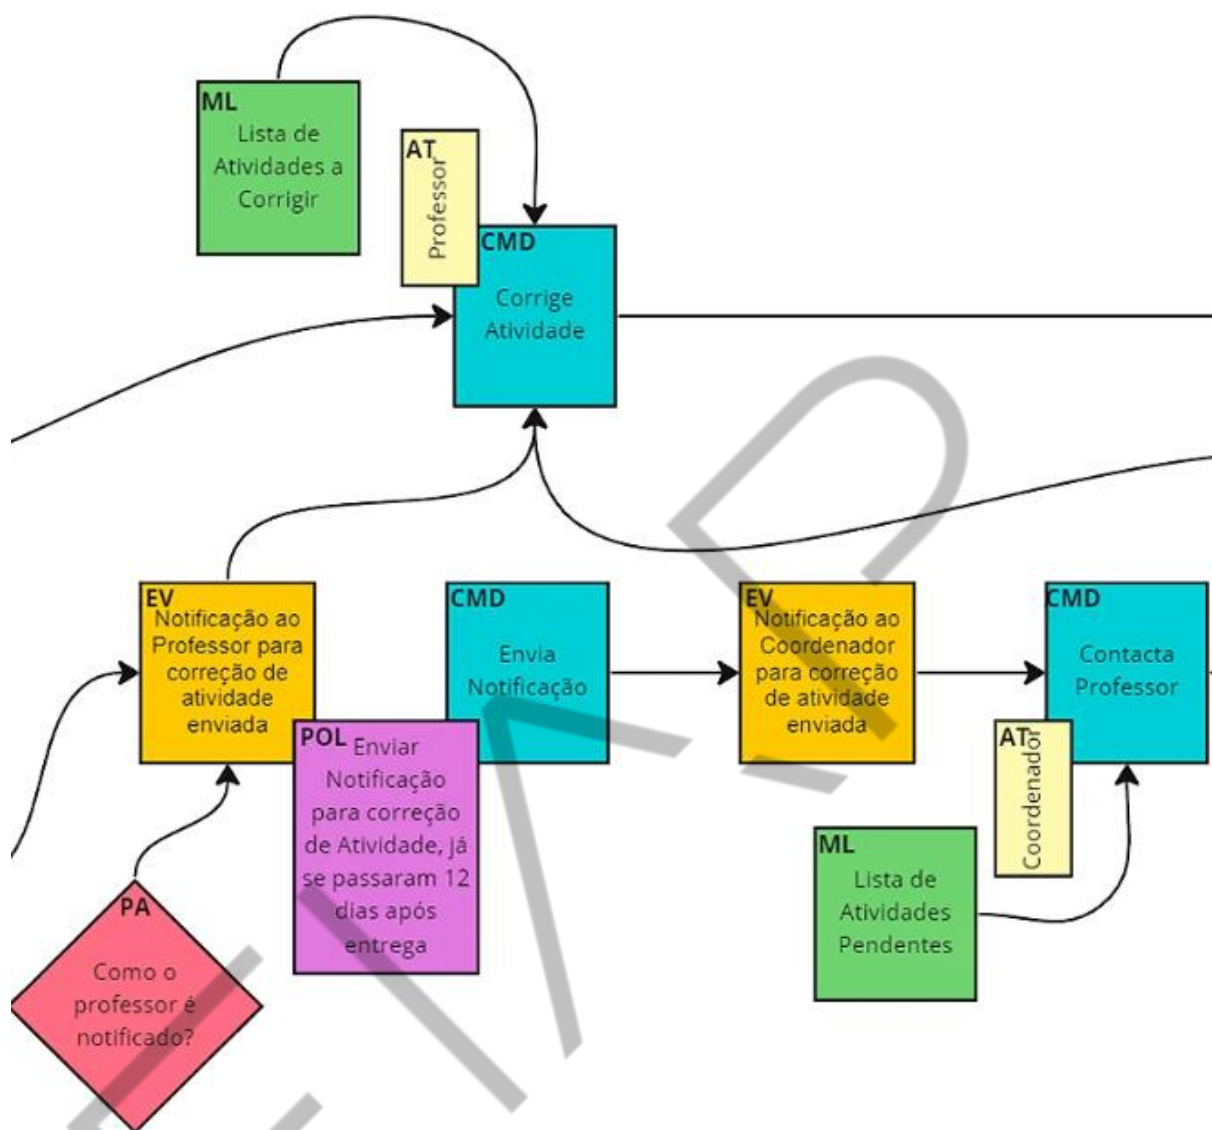 ML
Lista de
Atividades a
Corrigir
AT
Professor
CMD
Corrige
Atividade
EV
Notificação ao
Professor para
correção de
atividade
enviada
CMD
Envia
Notificação
EV
Notificação ao
Coordenador
para correção
de atividade
enviada
CMD
Contacta
Professor
POL
Enviar
Notificação
para correção
de Atividade, já
se passaram 12
dias após
entrega
AT
Coordenador
ML
Lista de
Atividades
Pendentes
PA
Como o
professor é
notificado?